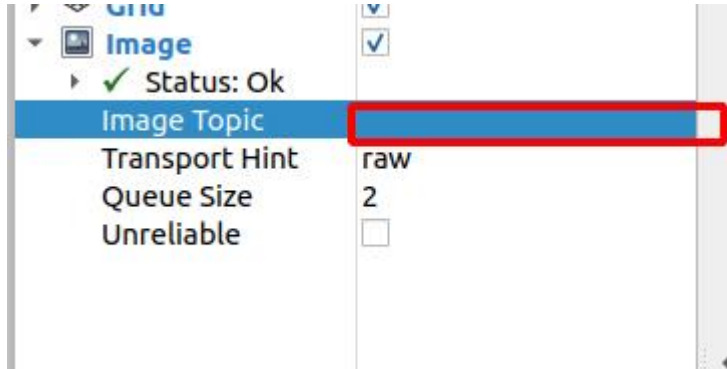 Grid
Image
Status: Ok
Image Topic
Transport Hint raw
Queue Size 2
Unreliable